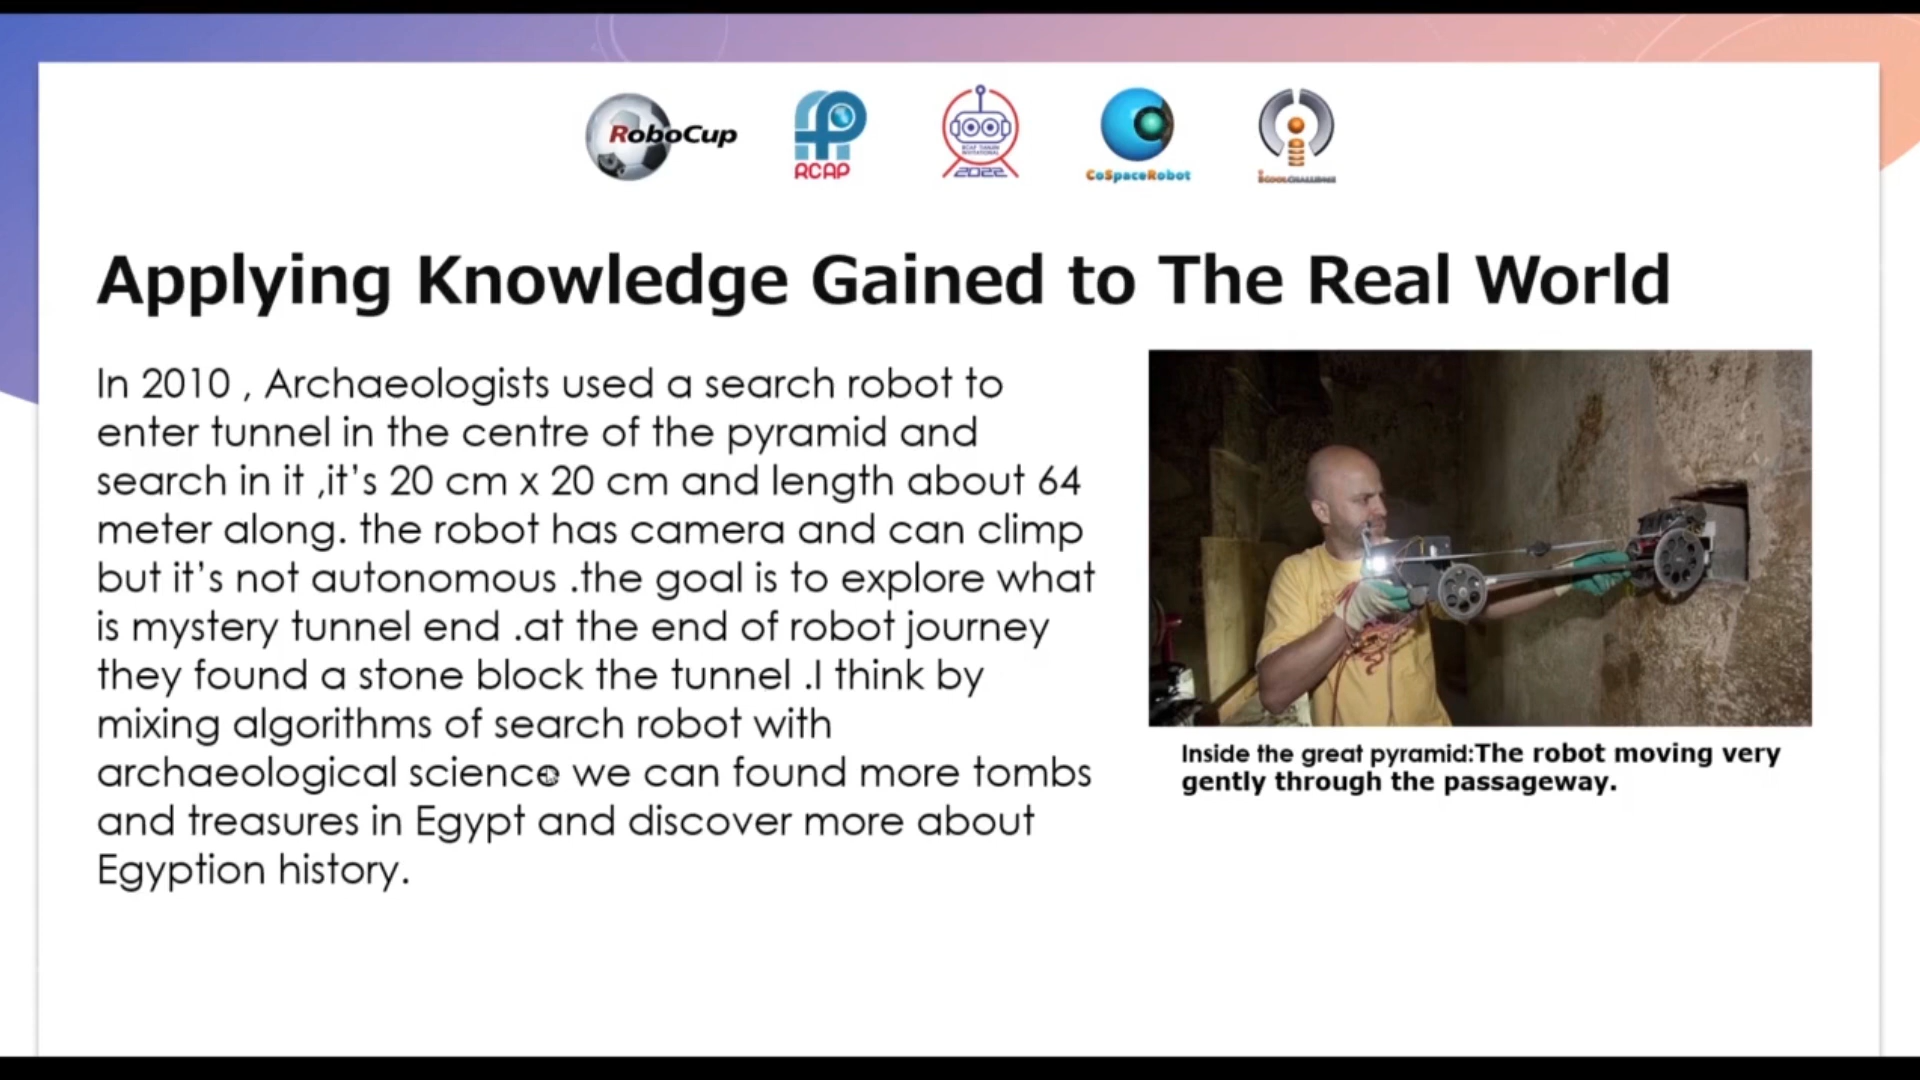 RoboCup
RCAP
RCAP TIANJIN INVITATIONAL
2022
CoSpaceRobot
Applying Knowledge Gained to The Real World
In 2010 , Archaeologists used a search robot to
enter tunnel in the centre of the pyramid and
search in it ,it’s 20 cm x 20 cm and length about 64
meter along. the robot has camera and can climp
but it’s not autonomous .the goal is to explore what
is mystery tunnel end .at the end of robot journey
they found a stone block the tunnel .I think by
mixing algorithms of search robot with
archaeological science we can found more tombs
and treasures in Egypt and discover more about
Egyption history.
Inside the great pyramid:The robot moving very
gently through the passageway.